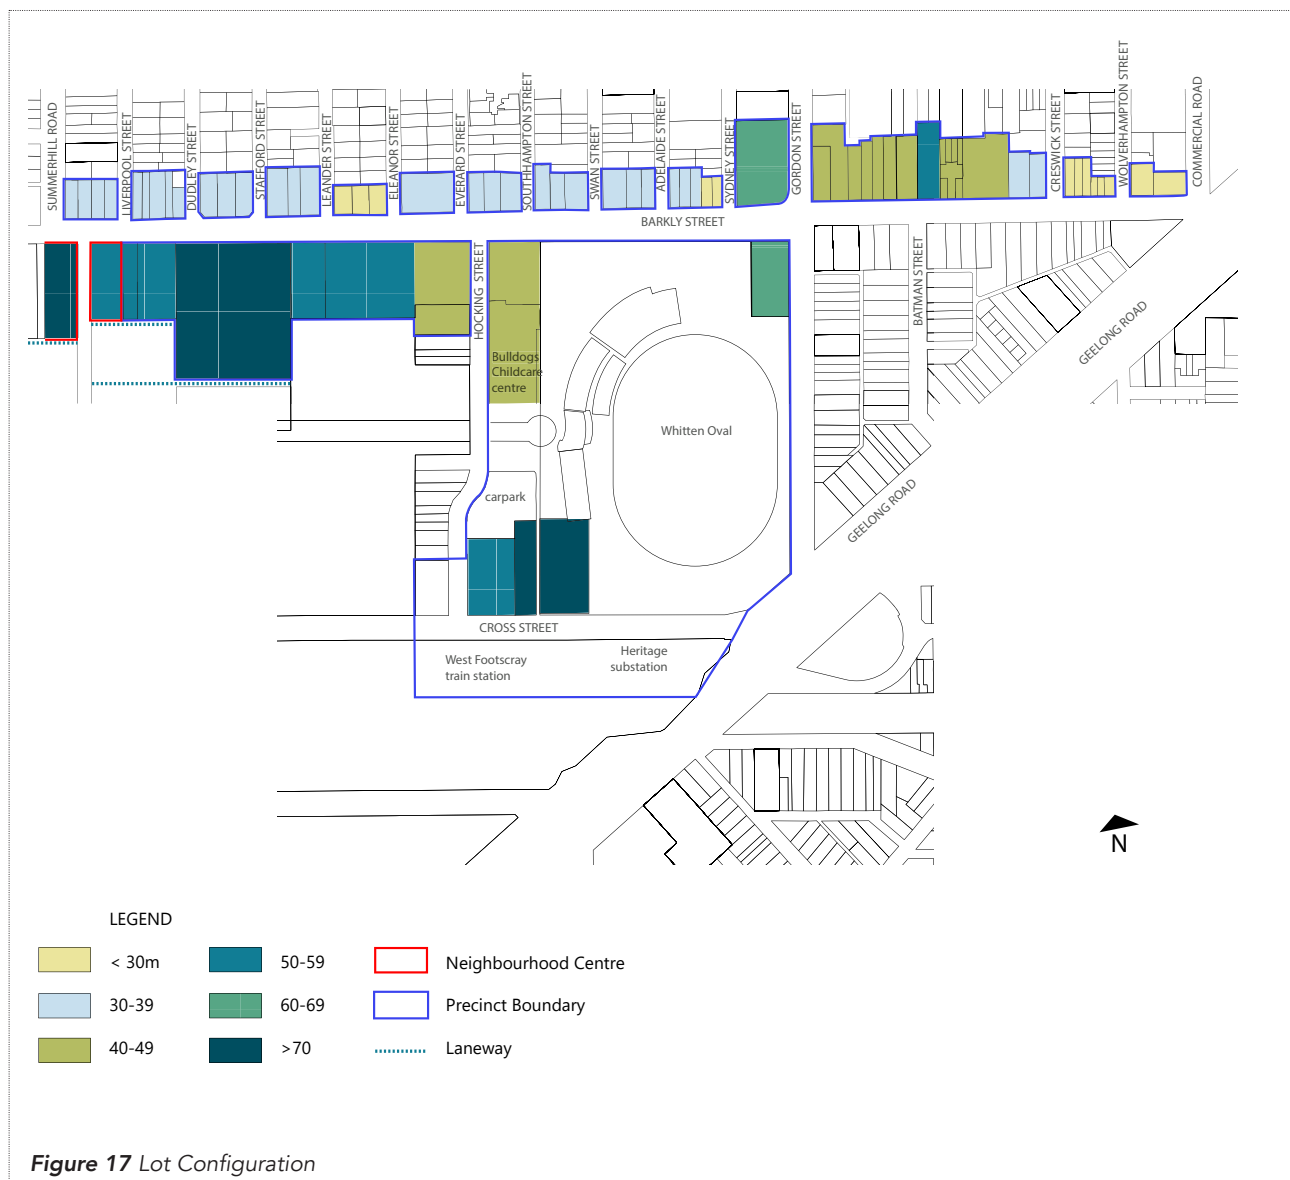 SUMMERHILL ROAD
LIVERPOOL STREET
DUDLEY STREET
STAFFORD STREET
LEANDER STREET
ELEANOR STREET
EVERARD STREET
SOUTHHAMPTON STREET
SWAN STREET
ADELAIDE STREET
SYDNEY STREET
GORDON STREET
CRESWICK STREET
WOLVERHAMPTON STREET
COMMERCIAL ROAD
BARKLY STREET
HOCKING STREET
BATMAN STREET
GEELONG ROAD
Bulldogs
Childcare
centre
Whitten Oval
carpark
GEELONG ROAD
CROSS STREET
West Footscray
train station
Heritage
substation
N
LEGEND
< 30m
50-59
Neighbourhood Centre
30-39
60-69
Precinct Boundary
40-49
>70
Laneway
Figure 17 Lot Configuration